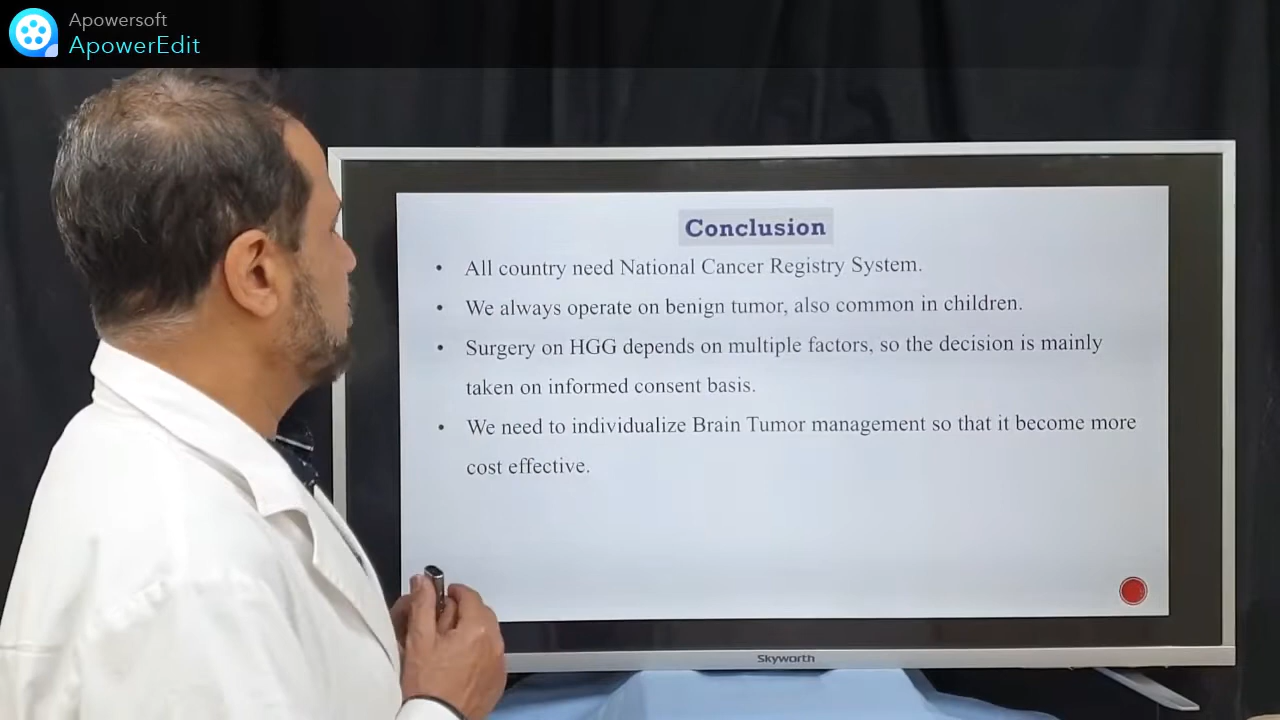 Apowersoft
ApowerEdit
Conclusion
• All country need National Cancer Registry System.
• We always operate on benign tumor, also common in children.
• Surgery on HGG depends on multiple factors, so the decision is mainly
taken on informed consent basis.
• We need to individualize Brain Tumor management so that it become more
cost effective.
Skyworth